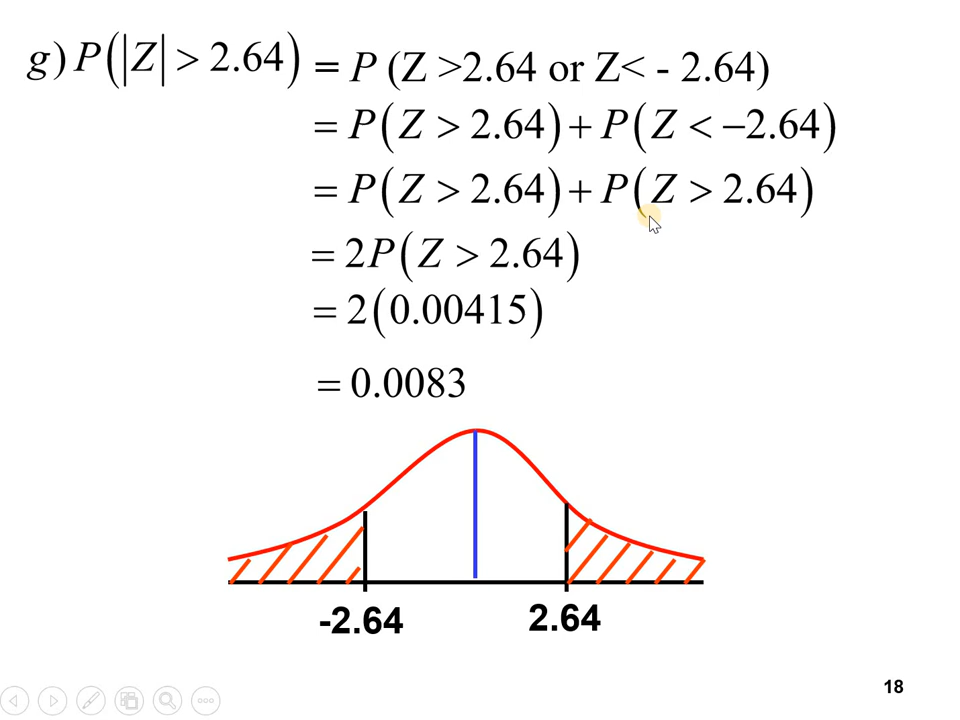 g) P(|Z| > 2.64) = P (Z >2.64 or Z< - 2.64)
= P(Z > 2.64) + P(Z < −2.64)
= P(Z > 2.64) + P(Z > 2.64)
= 2P(Z > 2.64)
= 2(0.00415)
= 0.0083
-2.64 2.64
18